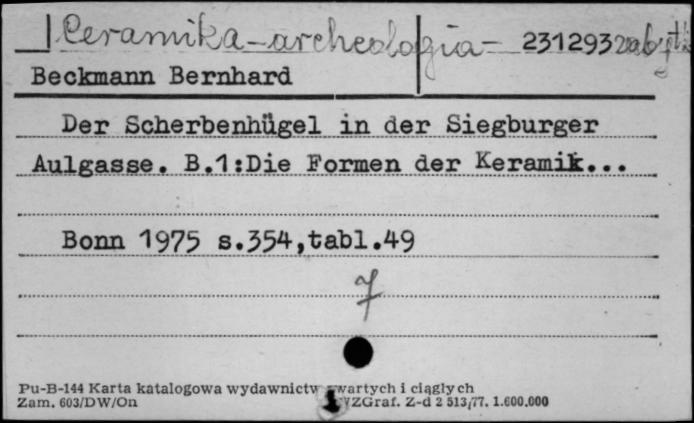 Ceramika-archeologia- 231293 zabytki
Beckmann Bernhard
Der Scherbenhügel in der Siegburger
Aulgasse. B.1:Die Formen der Keramik...
Bonn 1975 s.354,tabl.49
7
Pu-B-144 Karta katalogowa wydawnictw zwartych i ciągłych
Zam. 603/DW/On WZGraf. Z-d 2 513/77. 1.600.000